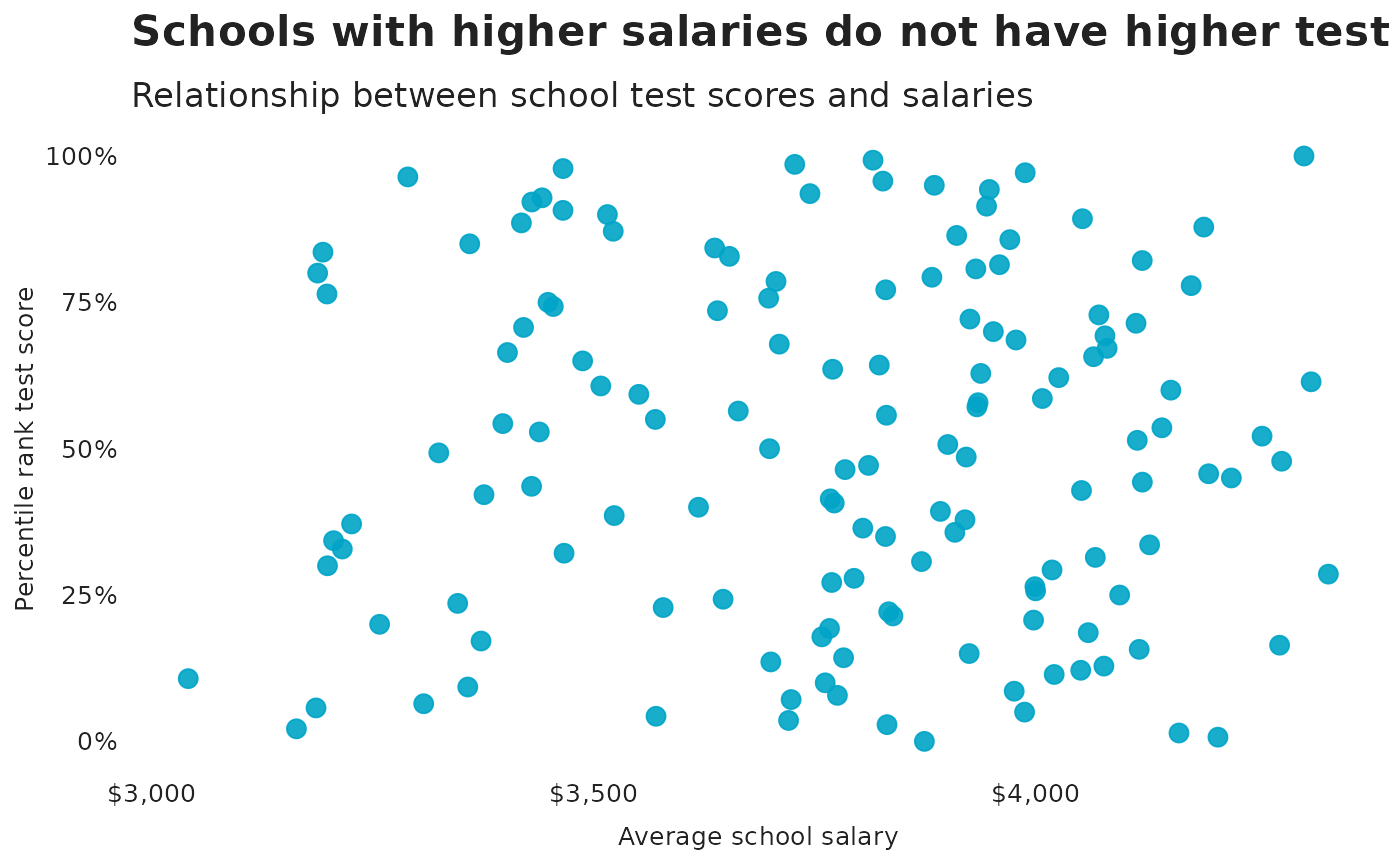 Schools with higher salaries do not have higher test
Relationship between school test scores and salaries
100%
75%
50%
25%
0%
Percentile rank test score
$3,000
$3,500
$4,000
Average school salary